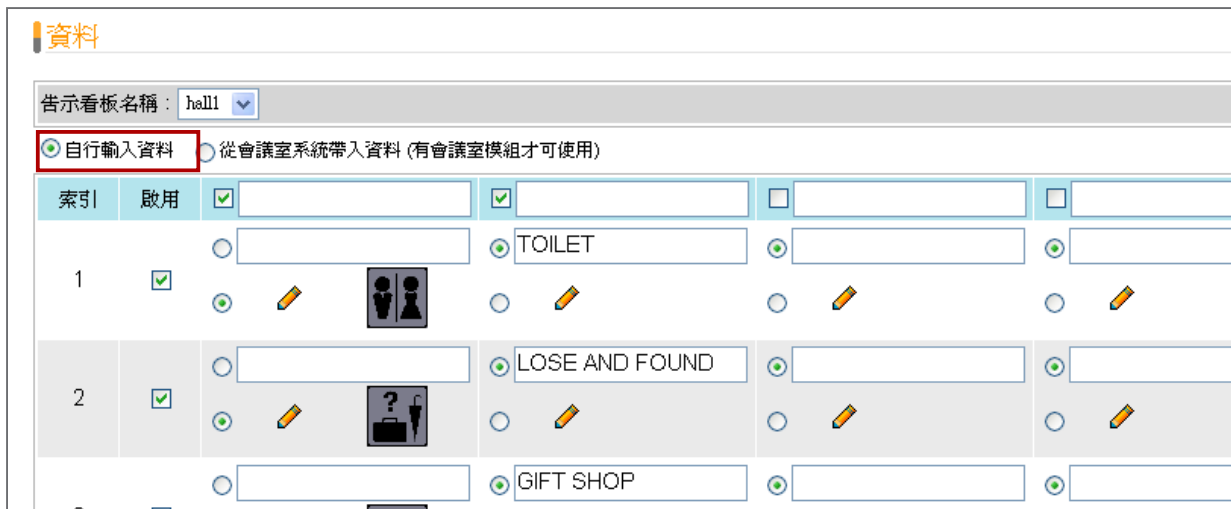 資料
告示看板名稱：hall1
自行輸入資料 從會議室系統帶入資料 (有會議室模組才可使用)
索引 啟用
TOILET
1
?
LOSE AND FOUND
2
GIFT SHOP